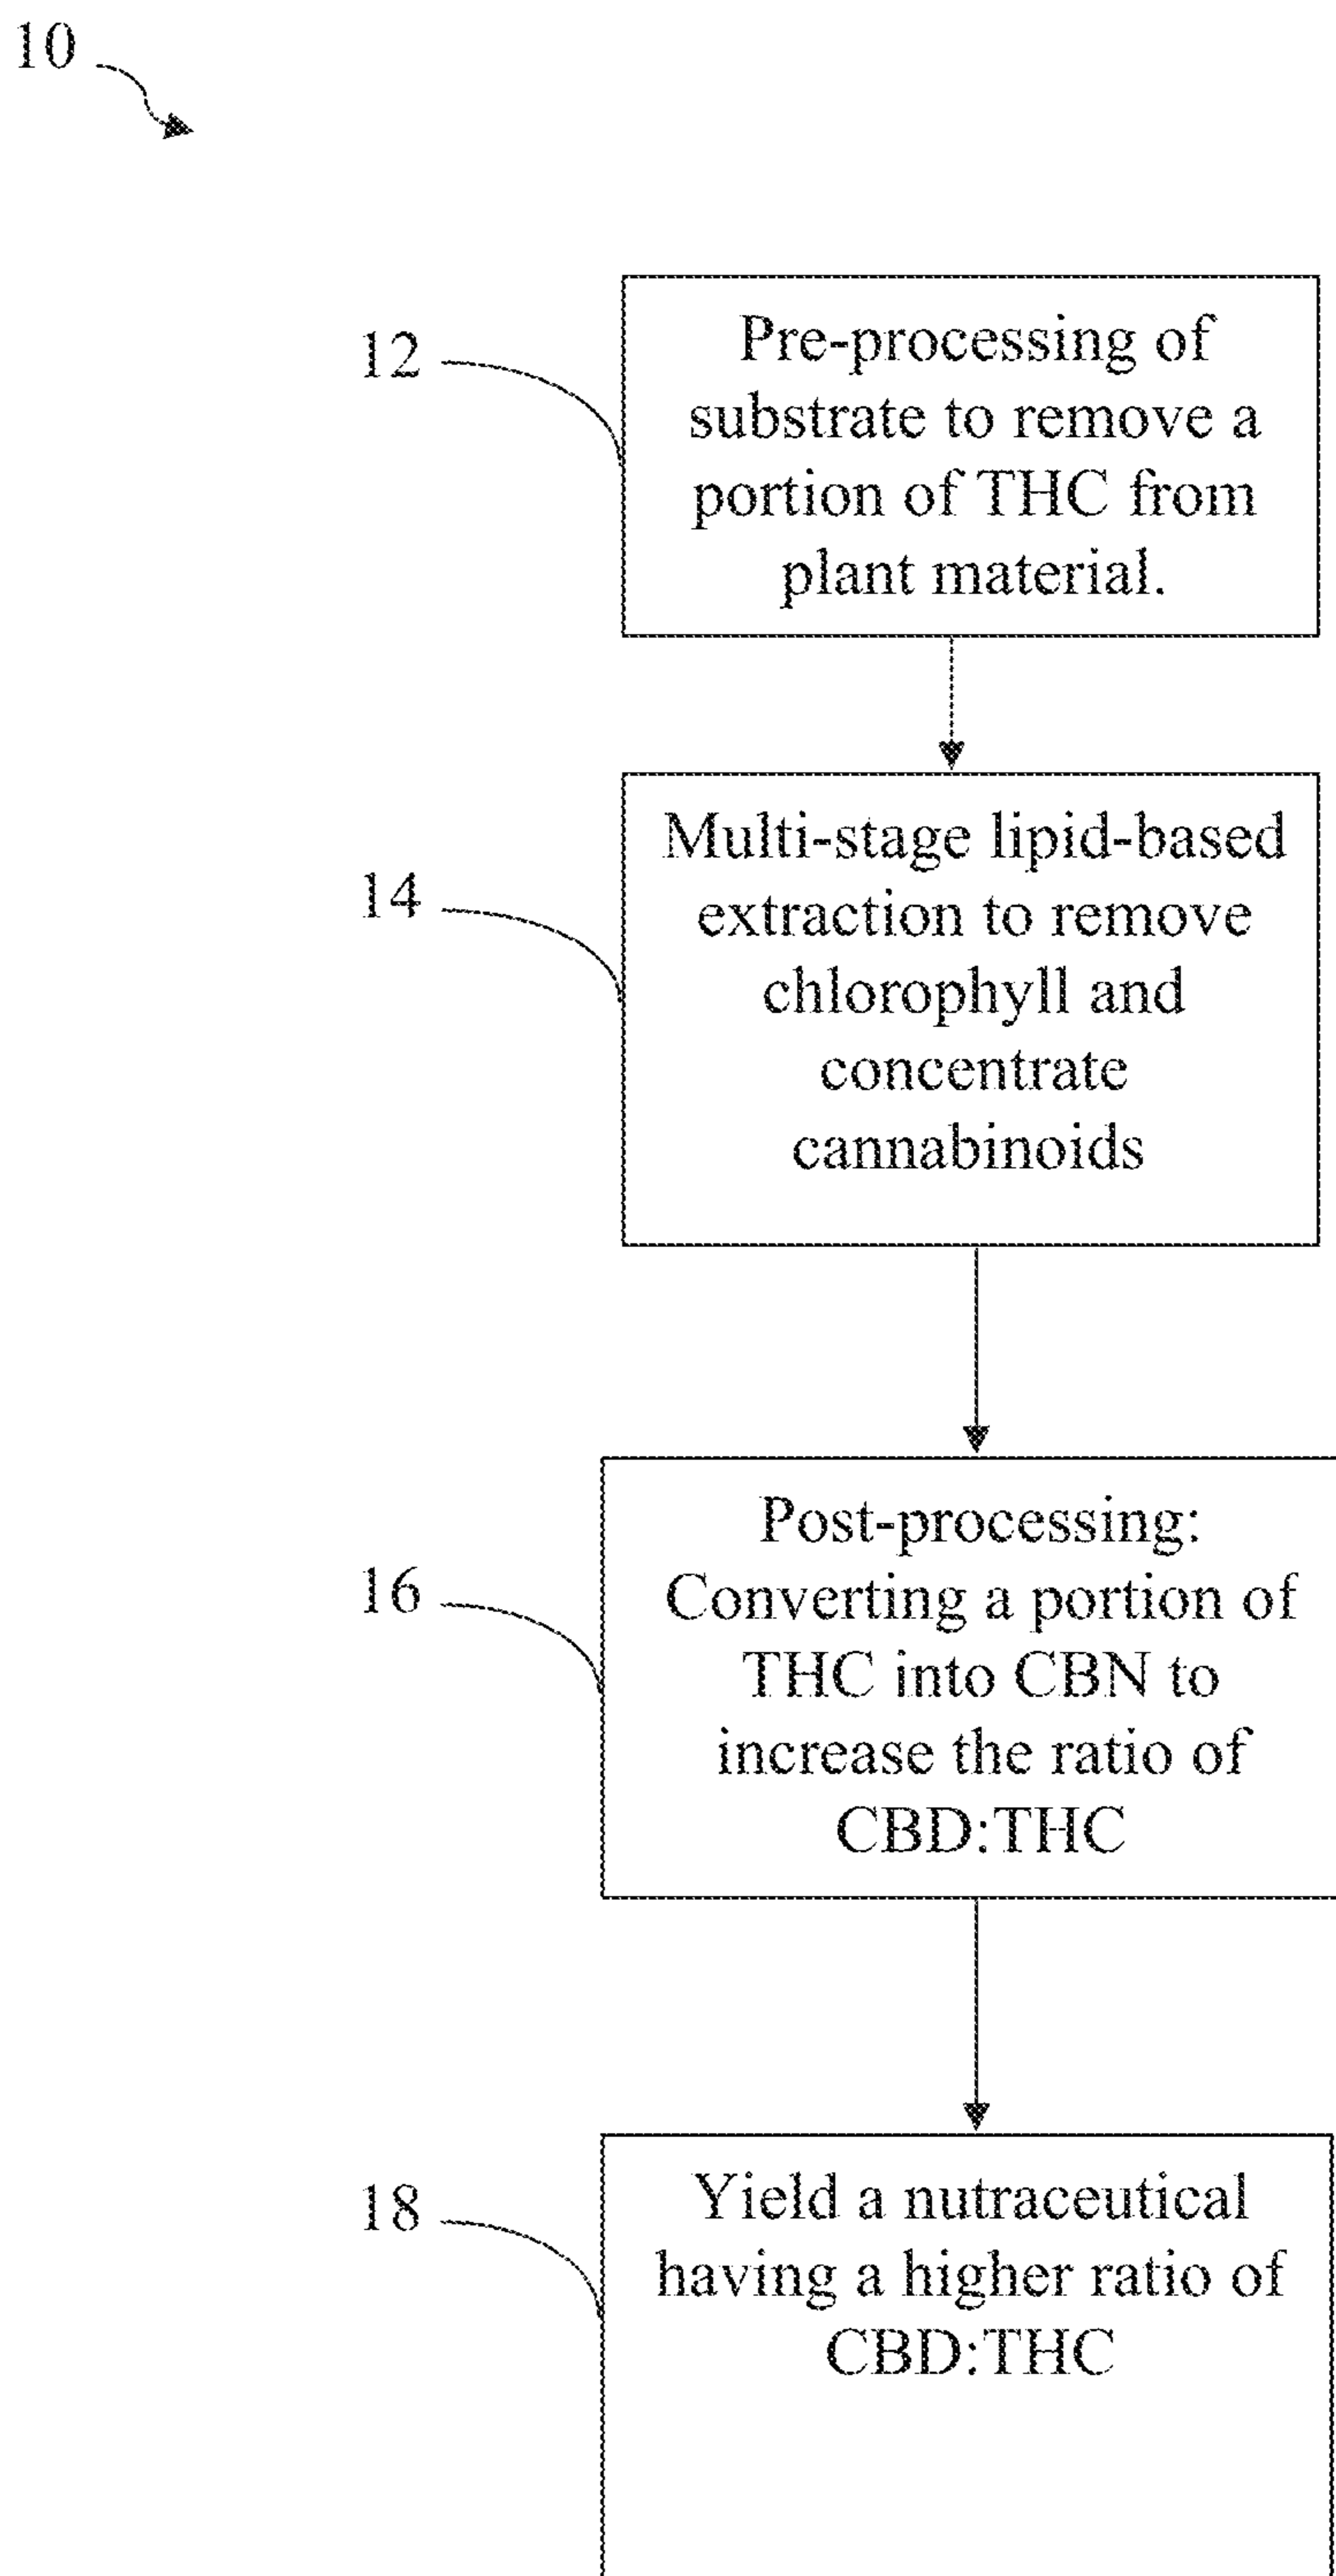 10
12
Pre-processing of
substrate to remove a
portion of THC from
plant material.
14
Multi-stage lipid-based
extraction to remove
chlorophyll and
concentrate
cannabinoids
16
Post-processing:
Converting a portion of
THC into CBN to
increase the ratio of
CBD:THC
18
Yield a nutraceutical
having a higher ratio of
CBD:THC